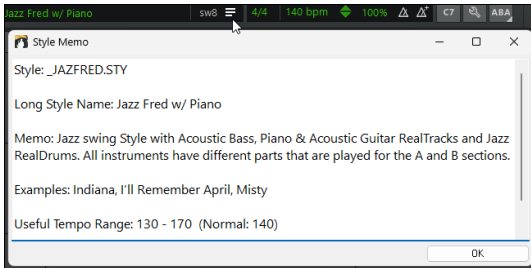 Jazz Fred w/ Piano sw8 4/4 140 bpm 100% C7 ABA
Style Memo
Style: _JAZFRED.STY
Long Style Name: Jazz Fred w/ Piano
Memo: Jazz swing Style with Acoustic Bass, Piano & Acoustic Guitar RealTracks and Jazz
RealDrums. All instruments have different parts that are played for the A and B sections.
Examples: Indiana, I'll Remember April, Misty
Useful Tempo Range: 130 - 170 (Normal: 140)
OK